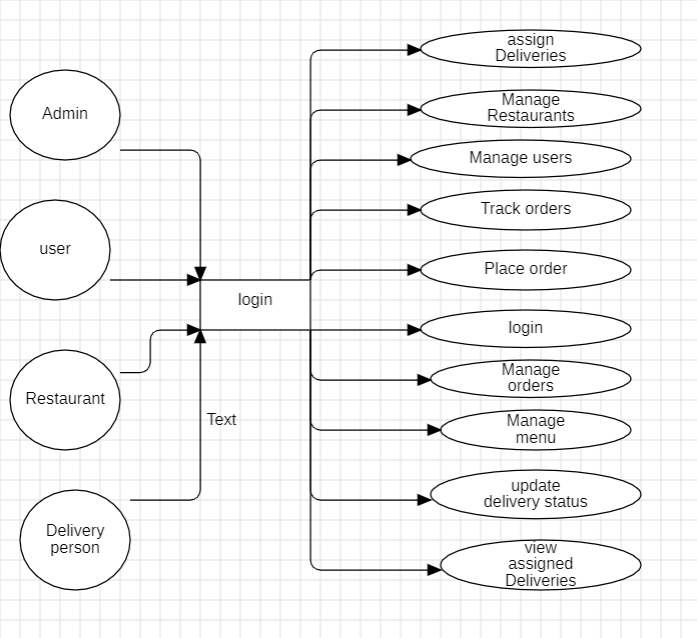 Admin
user
Restaurant
Delivery
person
login
Text
assign
Deliveries
Manage
Restaurants
Manage users
Track orders
Place order
login
Manage
orders
Manage
menu
update
delivery status
view
assigned
Deliveries